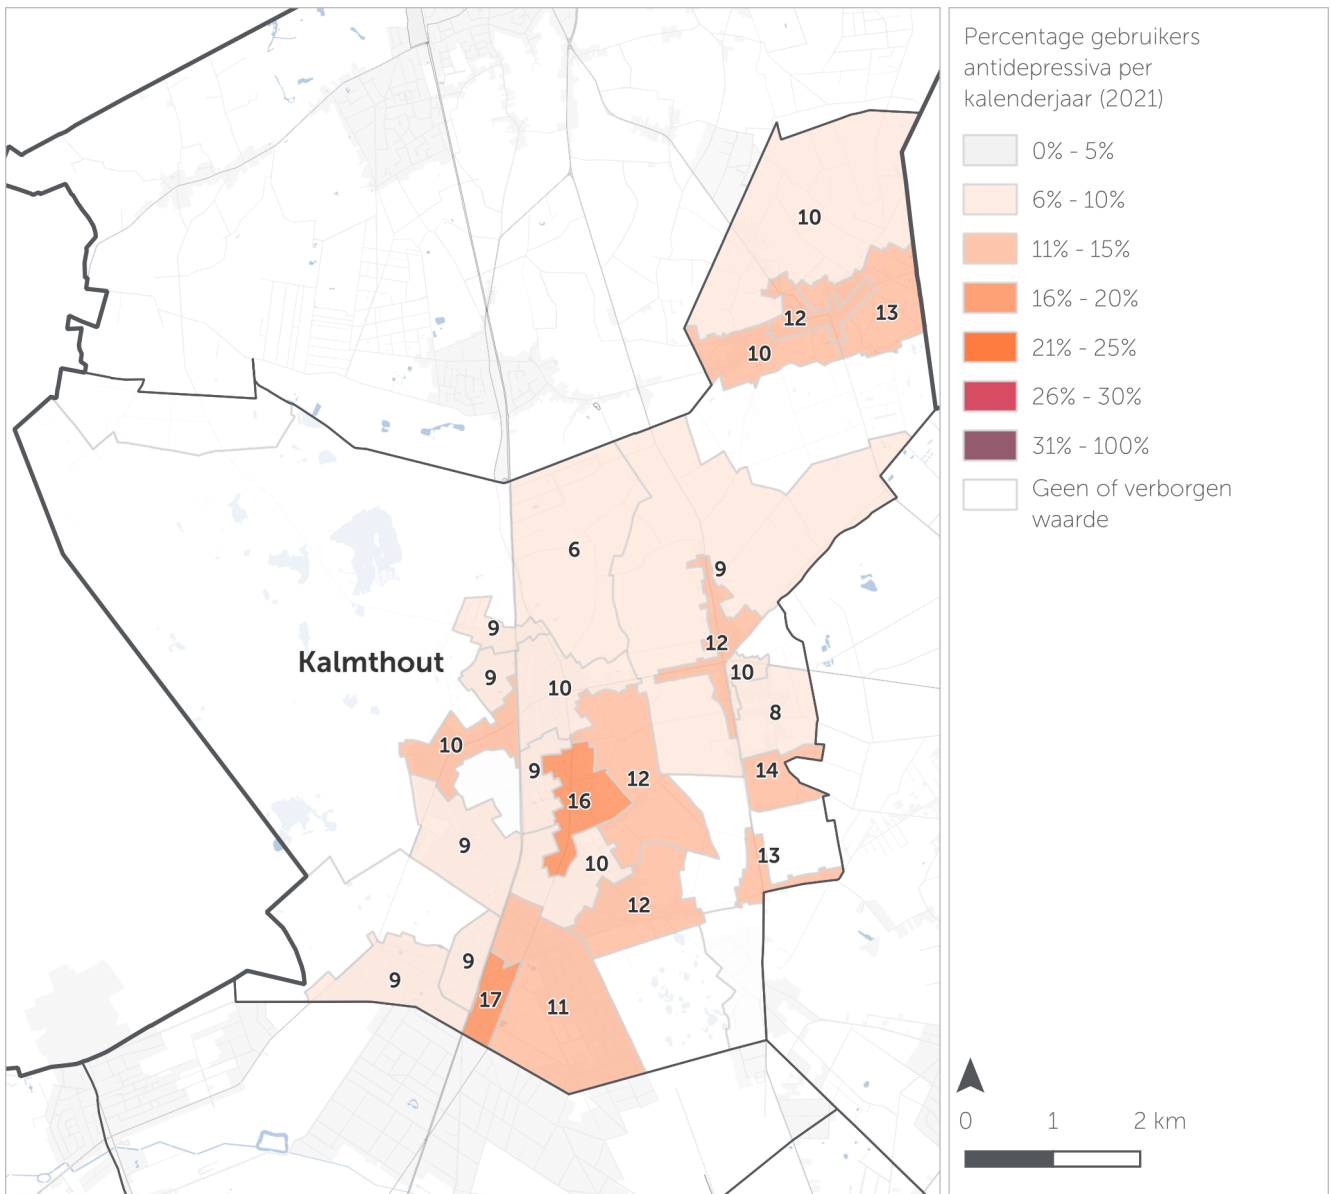 Percentage gebruikers
antidepressiva per
kalenderjaar (2021)
0% - 5%
6% - 10%
11% - 15%
16% - 20%
21% - 25%
26% - 30%
31% - 100%
Geen of verborgen
waarde
10
12
13
10
6
9
9
12
Kalmthout
9
10
10
8
10
9
14
12
16
9
10
13
12
9
9
17
11
0 1 2 km